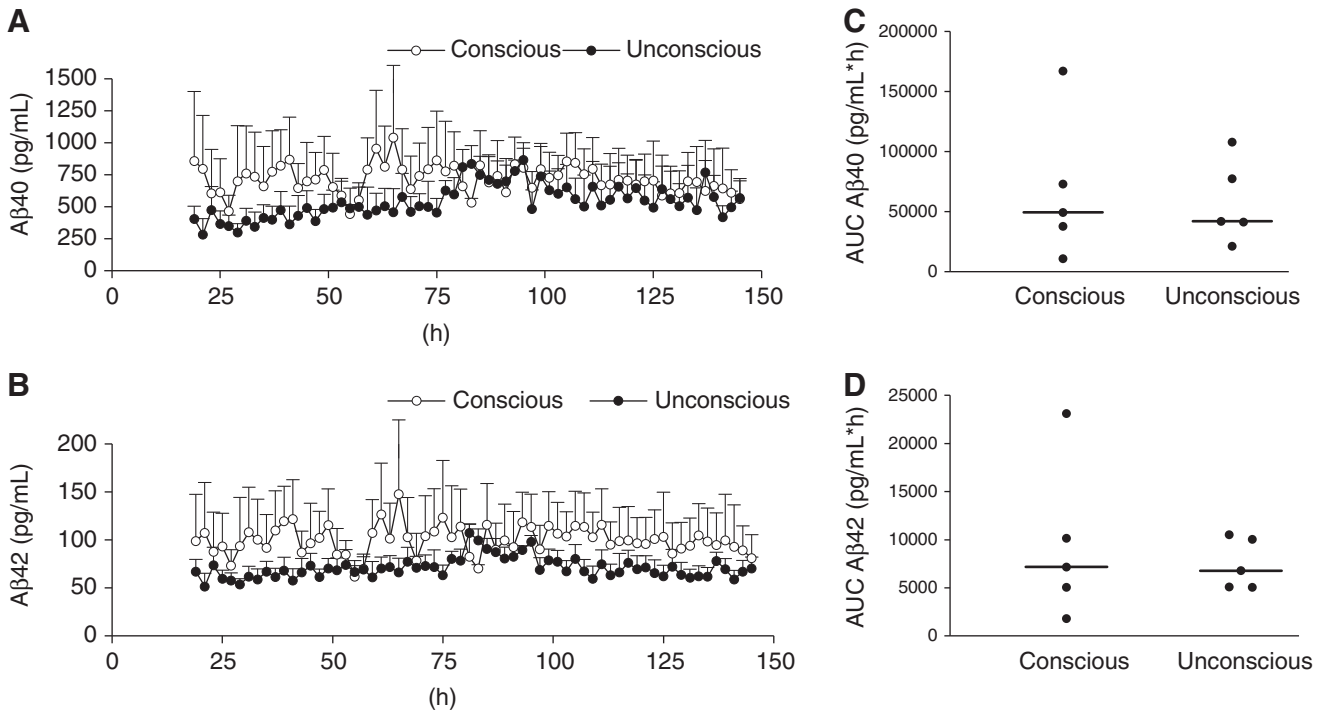 A
Conscious Unconscious
Aβ40 (pg/mL)
1500
1250
1000
750
500
250
0
0 25 50 75 100 125 150
(h)
C
AUC Aβ40 (pg/mL*h)
200000
150000
100000
50000
0
Conscious Unconscious
B
Conscious Unconscious
Aβ42 (pg/mL)
200
150
100
50
0
0 25 50 75 100 125 150
(h)
D
AUC Aβ42 (pg/mL*h)
25000
20000
15000
10000
5000
0
Conscious Unconscious